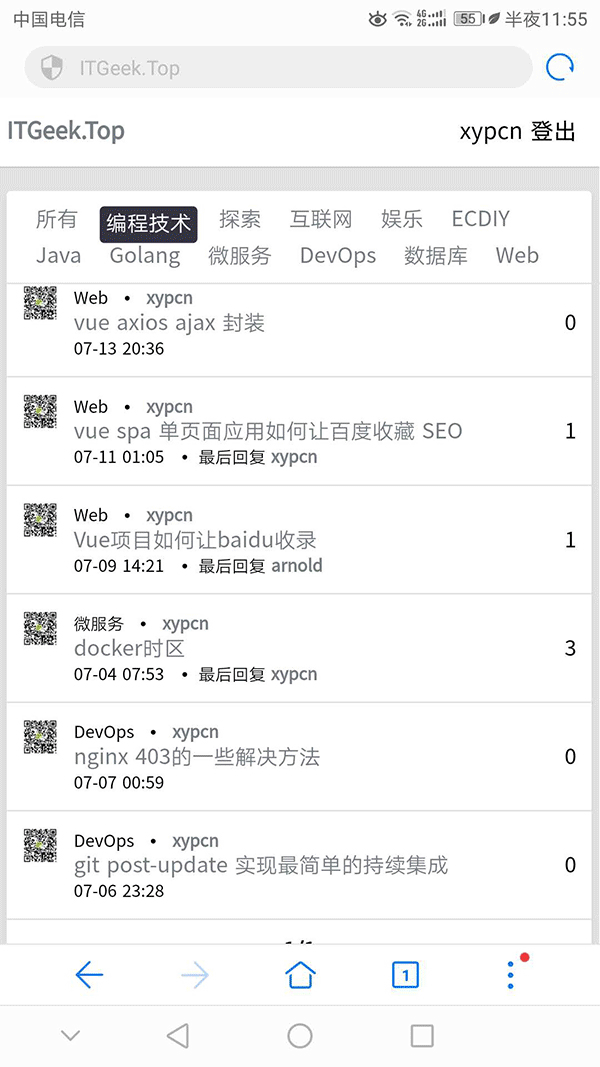 中国电信 4G 2G 55 半夜11:55
ITGeek.Top
ITGeek.Top xypcn 登出
所有 编程技术 探索 互联网 娱乐 ECDIY
Java Golang 微服务 DevOps 数据库 Web
Web • xypcn
vue axios ajax 封装 0
07-13 20:36
Web • xypcn
vue spa 单页面应用如何让百度收藏 SEO 1
07-11 01:05 • 最后回复 xypcn
Web • xypcn
Vue项目如何让baidu收录 1
07-09 14:21 • 最后回复 arnold
微服务 • xypcn
docker时区 3
07-04 07:53 • 最后回复 xypcn
DevOps • xypcn
nginx 403的一些解决方法 0
07-07 00:59
DevOps • xypcn
git post-update 实现最简单的持续集成 0
07-06 23:28
1